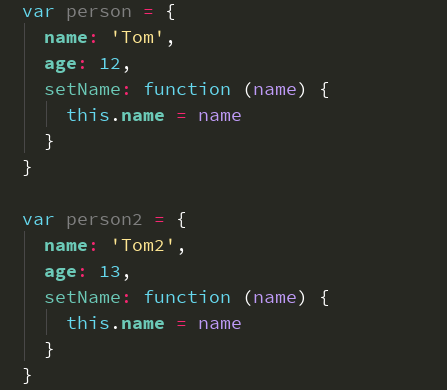 var person = {
  name: 'Tom',
  age: 12,
  setName: function (name) {
    this.name = name
  }
}

var person2 = {
  name: 'Tom2',
  age: 13,
  setName: function (name) {
    this.name = name
  }
}